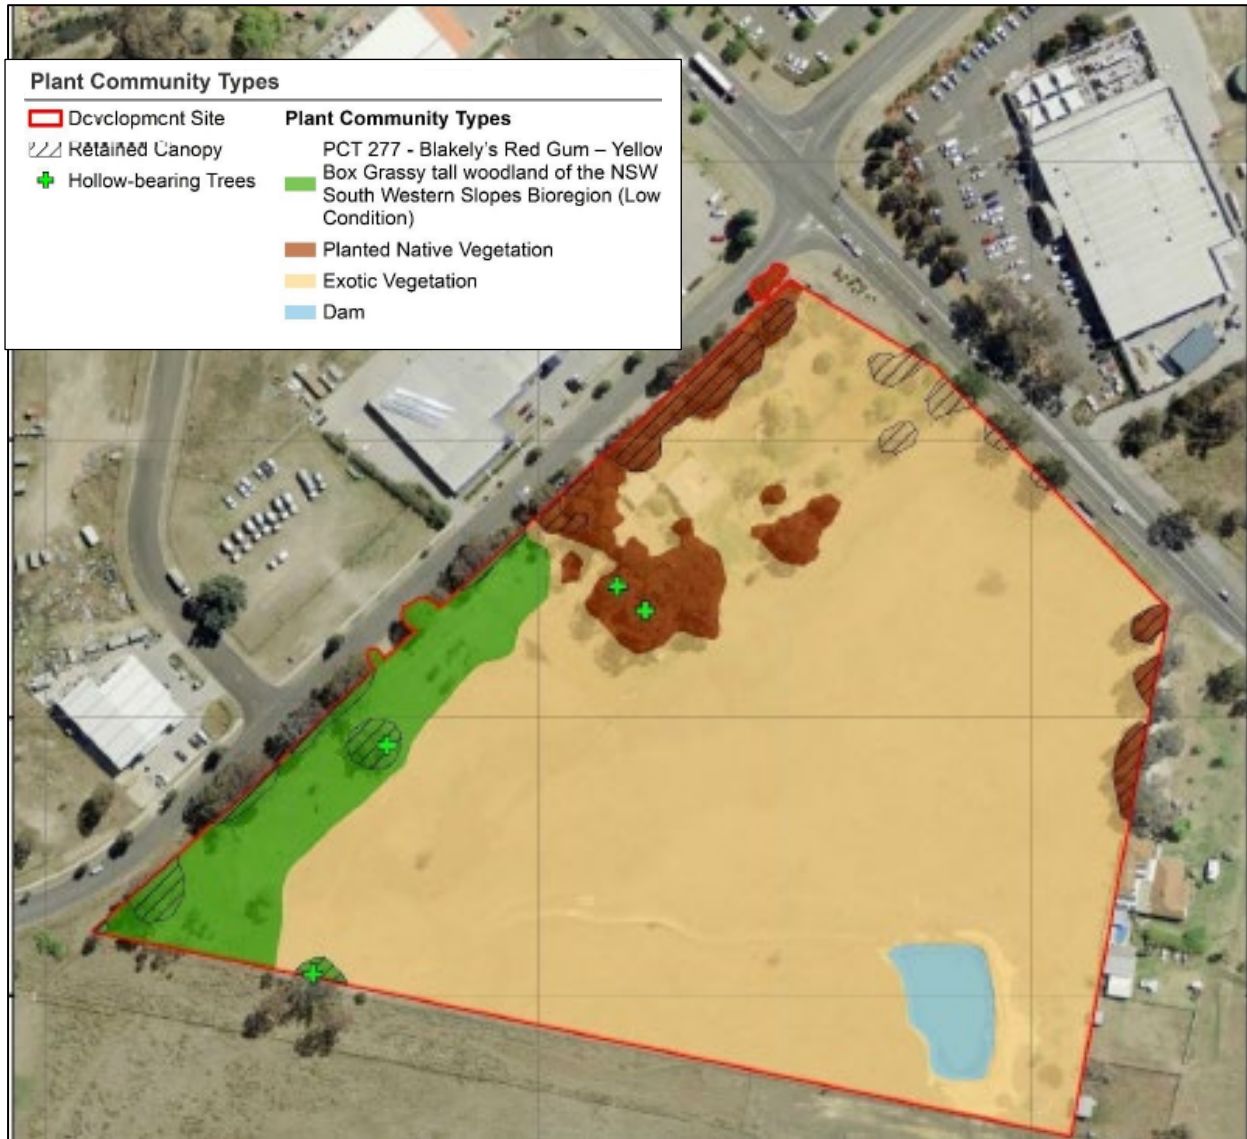 Plant Community Types
Development Site
Retained Canopy
Hollow-bearing Trees
Plant Community Types
PCT 277 - Blakely's Red Gum – Yellow
Box Grassy tall woodland of the NSW
South Western Slopes Bioregion (Low
Condition)
Planted Native Vegetation
Exotic Vegetation
Dam